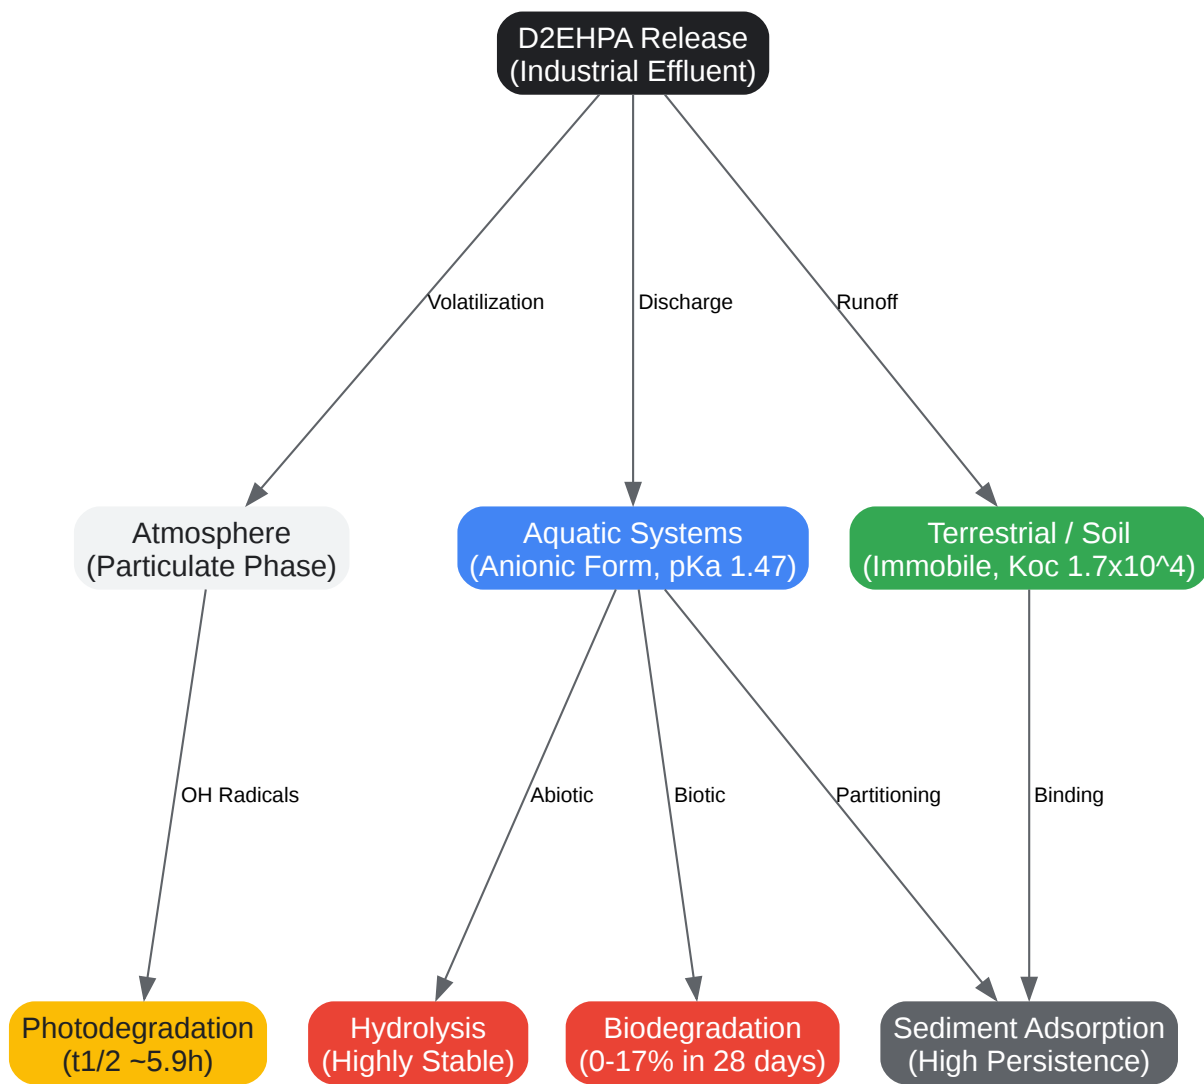 D2EHPA Release
(Industrial Effluent)
Volatilization
Discharge
Runoff
Atmosphere
(Particulate Phase)
Aquatic Systems
(Anionic Form, pKa 1.47)
Terrestrial / Soil
(Immobile, Koc 1.7x10^4)
OH Radicals
Abiotic
Biotic
Partitioning
Binding
Photodegradation
(t1/2 ~5.9h)
Hydrolysis
(Highly Stable)
Biodegradation
(0-17% in 28 days)
Sediment Adsorption
(High Persistence)